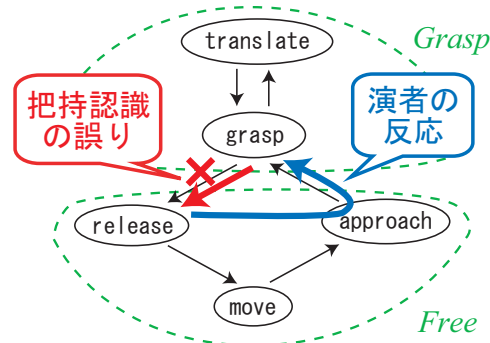 translate
Grasp
把持認識
の誤り
演者の
反応
grasp
release
approach
move
Free